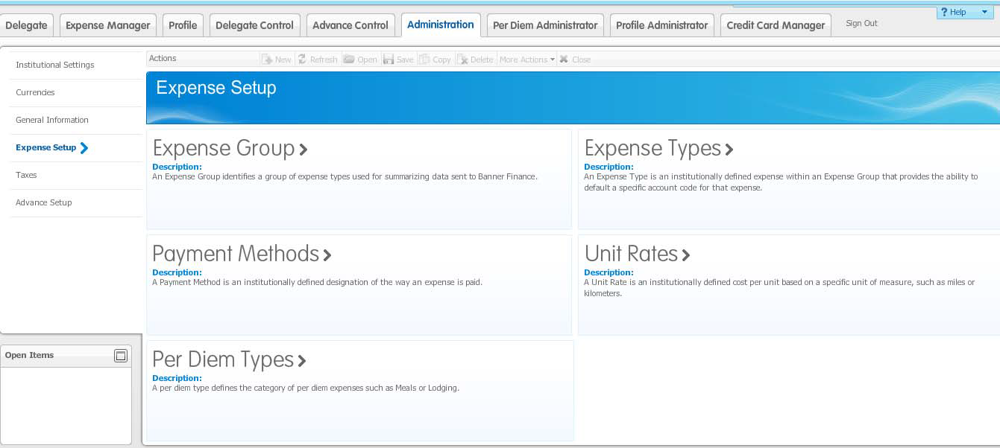 ? Help
Delegate Expense Manager Profile Delegate Control Advance Control Administration Per Diem Administrator Profile Administrator Credit Card Manager Sign Out
Institutional Settings
Currencies
General Information
Expense Setup
Taxes
Advance Setup
Open Items
Actions New Refresh Open Save Copy Delete More Actions Close
Expense Setup
Expense Group
Description:
An Expense Group identifies a group of expense types used for summarizing data sent to Banner Finance.
Expense Types
Description:
An Expense Type is an institutionally defined expense within an Expense Group that provides the ability to
default a specific account code for that expense.
Payment Methods
Description:
A Payment Method is an institutionally defined designation of the way an expense is paid.
Unit Rates
Description:
A Unit Rate is an institutionally defined cost per unit based on a specific unit of measure, such as miles or
kilometers.
Per Diem Types
Description:
A per diem type defines the category of per diem expenses such as Meals or Lodging.